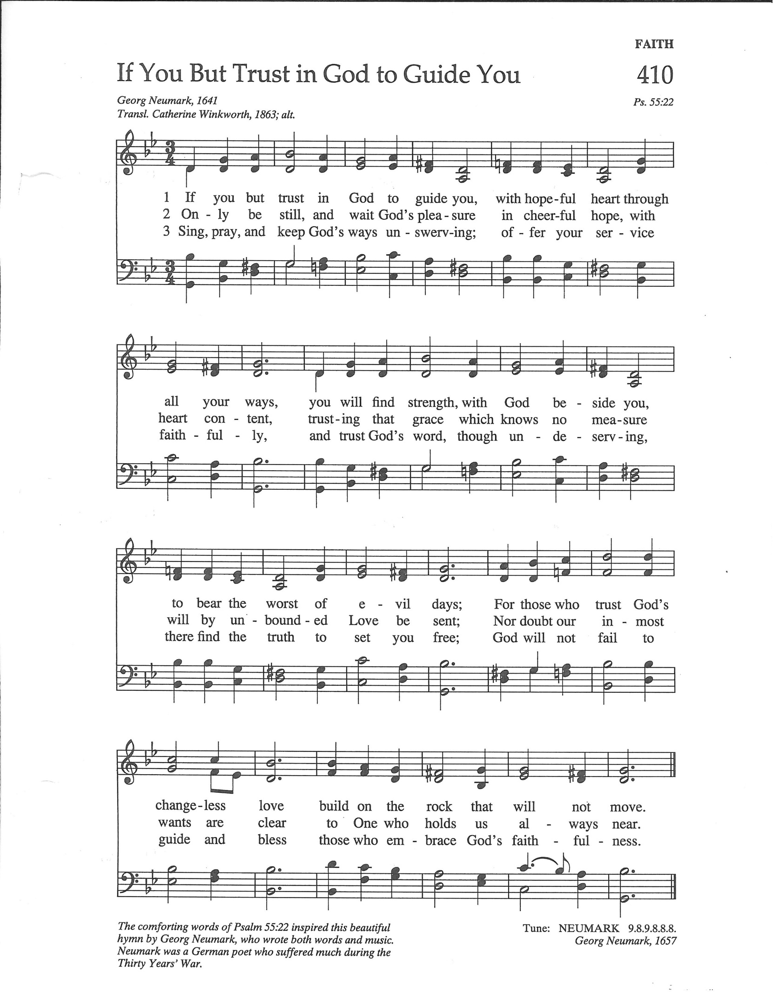 FAITH
If You But Trust in God to Guide You 410
Georg Neumark, 1641 Ps. 55:22
Transl. Catherine Winkworth, 1863; alt.
3
4
1 If you but trust in God to guide you, with hope-ful heart through
2 On - ly be still, and wait God's plea - sure in cheer-ful hope, with
3 Sing, pray, and keep God's ways un - swerv-ing; of - fer your ser - vice
3
4
all your ways, you will find strength, with God be - side you,
heart con - tent, trust-ing that grace which knows no mea-sure
faith - ful - ly, and trust God's word, though un - de - serv-ing,
to bear the worst of e - vil days; For those who trust God's
will by un - bound - ed Love be sent; Nor doubt our in - most
there find the truth to set you free; God will not fail to
change-less love build on the rock that will not move.
wants are clear to One who holds us al - ways near.
guide and bless those who em - brace God's faith - ful - ness.
The comforting words of Psalm 55:22 inspired this beautiful
hymn by Georg Neumark, who wrote both words and music.
Neumark was a German poet who suffered much during the
Thirty Years' War.
Tune: NEUMARK 9.8.9.8.8.8.
Georg Neumark, 1657